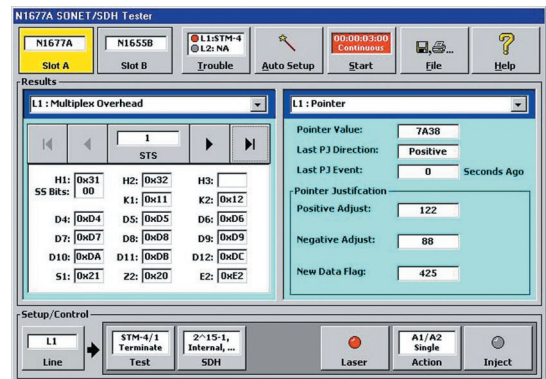 N1677A SONET/SDH Tester
N1677A
Slot A
N1655B
Slot B
L1:STM-4
L2: NA
Trouble
Auto Setup
00:00:03:00
Continuous
Start
File
Help
Results
L1 : Multiplex Overhead
1
STS
H1: 0x31 H2: 0x32 H3:
SS Bits: 00 K1: 0x11 K2: 0x12
D4: 0xD4 D5: 0xD5 D6: 0xD6
D7: 0xD7 D8: 0xD8 D9: 0xD9
D10: 0xDA D11: 0xDB D12: 0xDC
S1: 0x21 Z2: 0x20 E2: 0xE2
L1 : Pointer
Pointer Value: 7A38
Last PJ Direction: Positive
Last PJ Event: 0 Seconds Ago
Pointer Justifcation
Positive Adjust: 122
Negative Adjust: 88
New Data Flag: 425
Setup/Control
L1
Line
STM-4/1
Terminate
Test
2^15-1,
Internal, ...
SDH
Laser
A1/A2
Single
Action
Inject